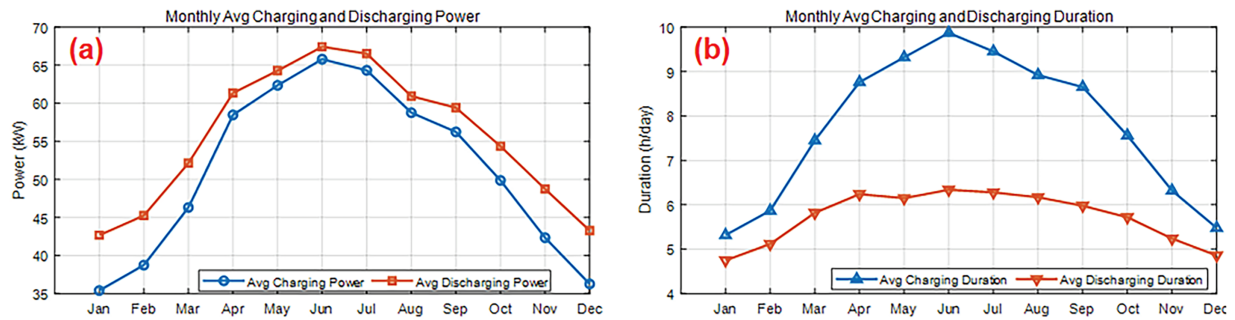 Monthly Avg Charging and Discharging Power
(a)
70
65
60
55
50
45
40
35
Power (kW)
Avg Charging Power Avg Discharging Power
Jan Feb Mar Apr May Jun Jul Aug Sep Oct Nov Dec
Monthly Avg Charging and Discharging Duration
(b)
10
9
8
7
6
5
4
Duration (h/day)
Avg Charging Duration Avg Discharging Duration
Jan Feb Mar Apr May Jun Jul Aug Sep Oct Nov Dec